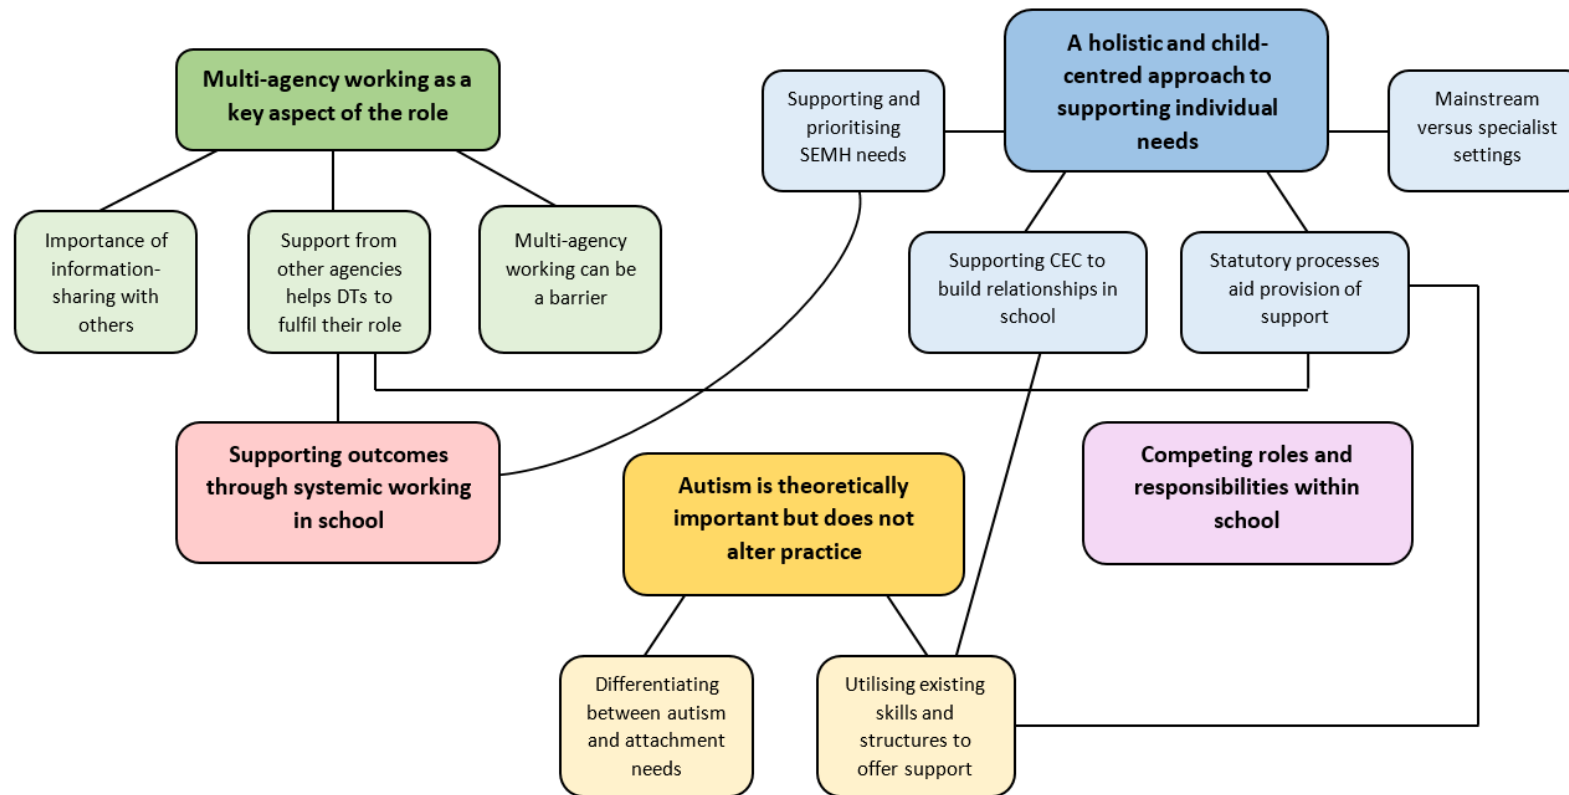 Multi-agency working as a
key aspect of the role
Importance of
information-
sharing with
others
Support from
other agencies
helps DTs to
fulfil their role
Multi-agency
working can be
a barrier
A holistic and child-
centred approach to
supporting individual
needs
Supporting and
prioritising
SEMH needs
Mainstream
versus specialist
settings
Supporting CEC to
build relationships in
school
Statutory processes
aid provision of
support
Supporting outcomes
through systemic working
in school
Autism is theoretically
important but does not
alter practice
Competing roles and
responsibilities within
school
Differentiating
between autism
and attachment
needs
Utilising existing
skills and
structures to
offer support